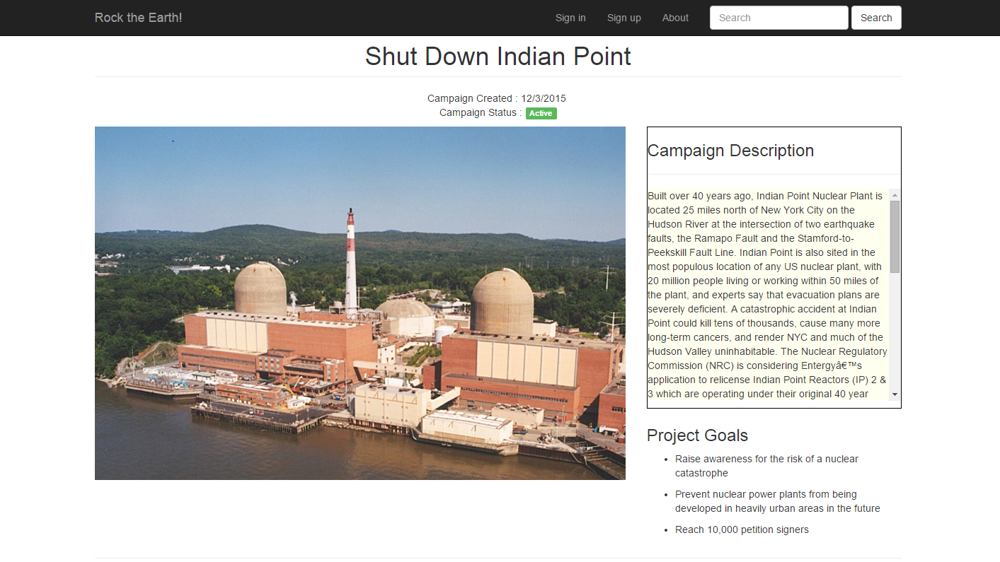 Rock the Earth!
Sign in
Sign up
About
Search
Search
Shut Down Indian Point
Campaign Created : 12/3/2015
Campaign Status : Active
Campaign Description
Built over 40 years ago, Indian Point Nuclear Plant is
located 25 miles north of New York City on the
Hudson River at the intersection of two earthquake
faults, the Ramapo Fault and the Stamford-to-
Peekskill Fault Line. Indian Point is also sited in the
most populous location of any US nuclear plant, with
20 million people living or working within 50 miles of
the plant, and experts say that evacuation plans are
severely deficient. A catastrophic accident at Indian
Point could kill tens of thousands, cause many more
long-term cancers, and render NYC and much of the
Hudson Valley uninhabitable. The Nuclear Regulatory
Commission (NRC) is considering Entergyâ€™s
application to relicense Indian Point Reactors (IP) 2 &
3 which are operating under their original 40 year
Project Goals
• Raise awareness for the risk of a nuclear
catastrophe
• Prevent nuclear power plants from being
developed in heavily urban areas in the future
• Reach 10,000 petition signers